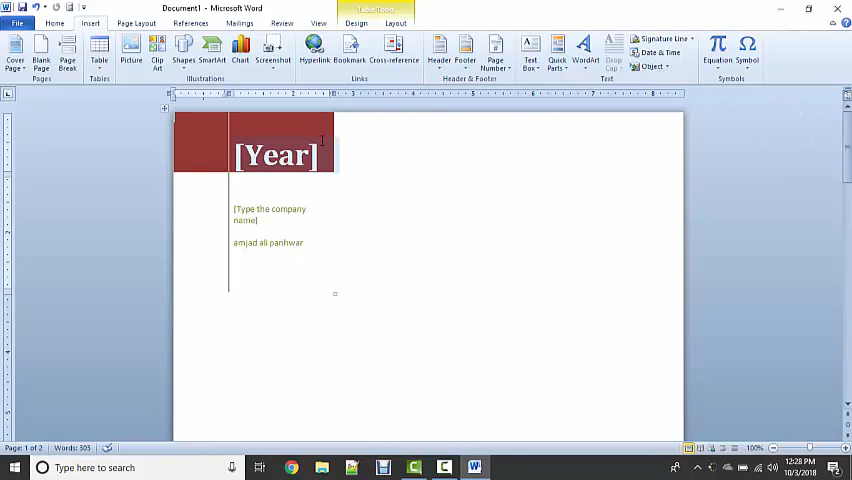 Document1 - Microsoft Word
Table Tools
File Home Insert Page Layout References Mailings Review View Design Layout
Cover Page Blank Page Page Break
Table
Picture Clip Art Shapes SmartArt Chart Screenshot
Hyperlink Bookmark Cross-reference
Header Footer Page Number
Text Box Quick Parts WordArt Drop Cap
Signature Line
Date & Time
Object
Equation Symbol
Pages Tables Illustrations Links Header & Footer Text Symbols
[Year]
[Type the company
name]
amjad ali panhwar
Page: 1 of 2 Words: 303
100%
Type here to search
12:28 PM
10/3/2018